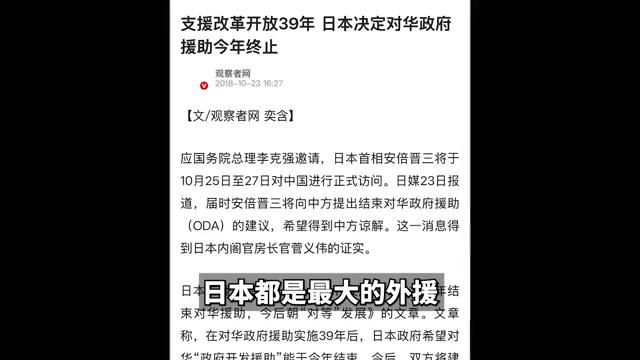 支援改革开放39年 日本决定对华政府
援助今年终止
观察者网
2018-10-23 16:27
【文/观察者网 奕含】
应国务院总理李克强邀请，日本首相安倍晋三将于
10月25日至27日对中国进行正式访问。日媒23日报
道，届时安倍晋三将向中方提出结束对华政府援助
（ODA）的建议，希望得到中方谅解。这一消息得
到日本内阁官房长官菅义伟的证实。
日本都是最大的外援
束对华援助，今后朝“对等”发展》的文章。文章
称，在对华政府援助实施39年后，日本政府希望对
华“政府开发援助”能于今年结束，今后，双方将建